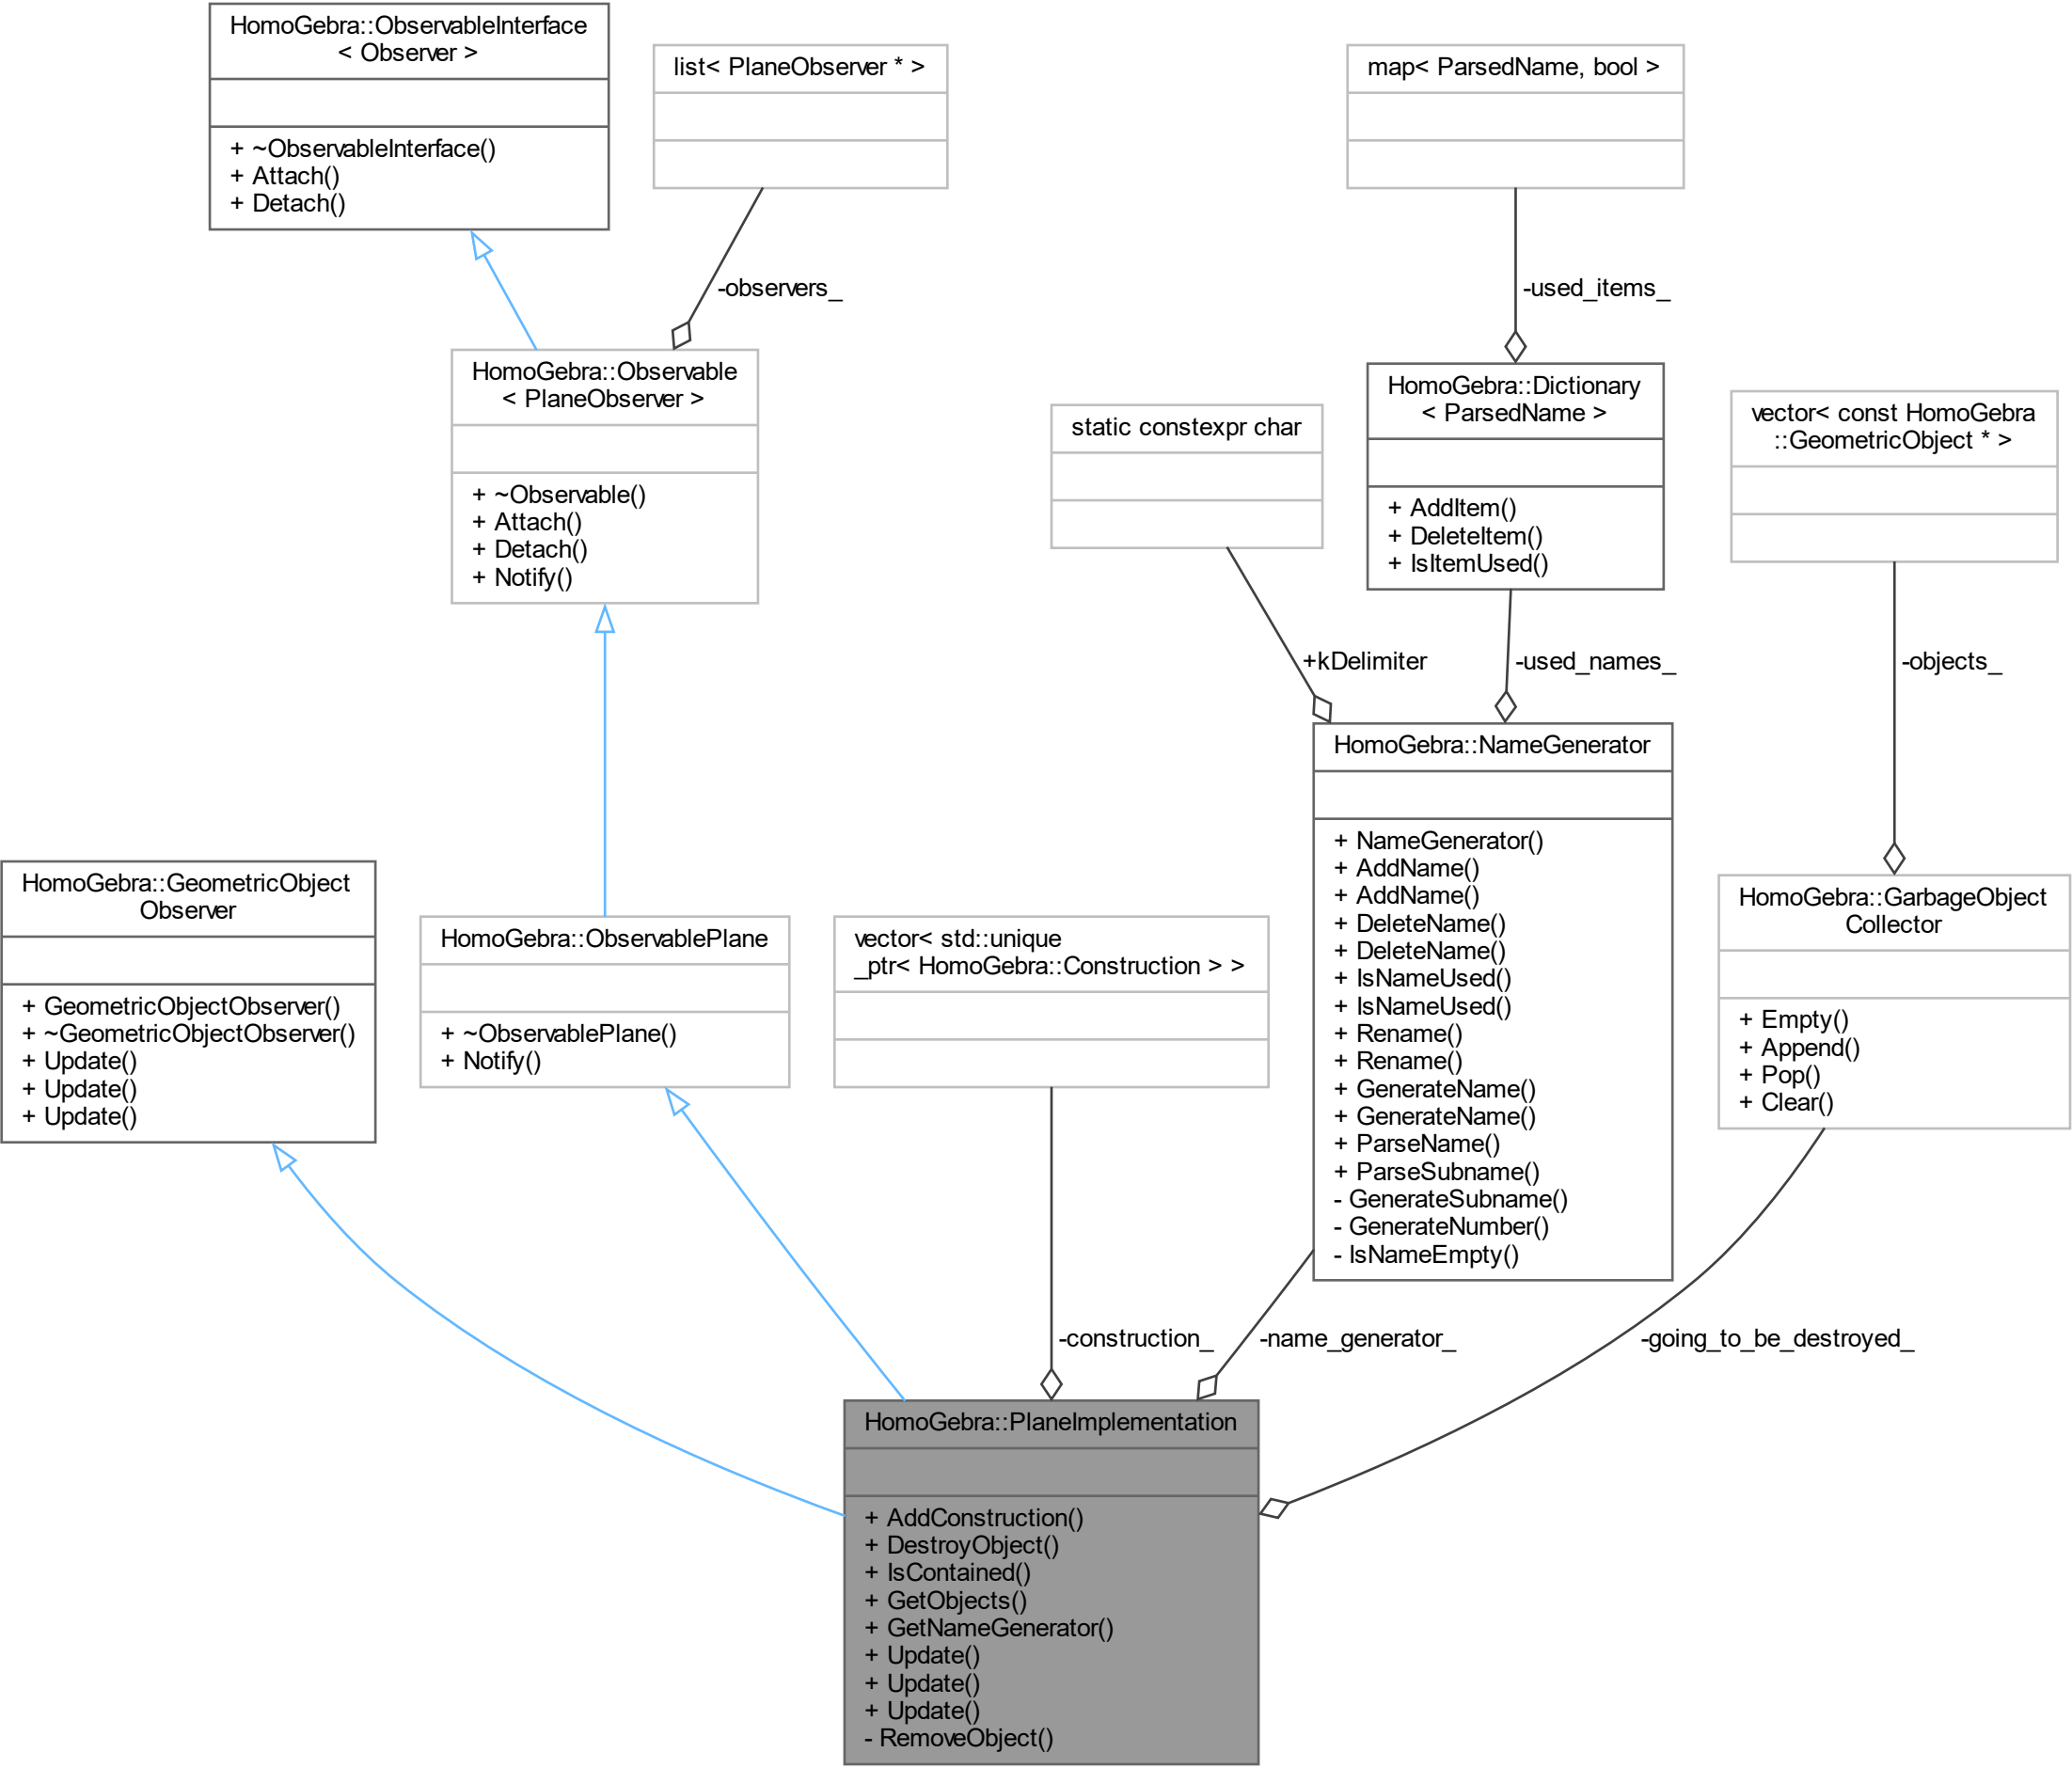 HomoGebra::ObservableInterface
< Observer >
+ ~ObservableInterface()
+ Attach()
+ Detach()
list< PlaneObserver * >
map< ParsedName, bool >
-observers_
-used_items_
HomoGebra::Observable
< PlaneObserver >
+ ~Observable()
+ Attach()
+ Detach()
+ Notify()
static constexpr char
HomoGebra::Dictionary
< ParsedName >
+ AddItem()
+ DeleteItem()
+ IsItemUsed()
vector< const HomoGebra
::GeometricObject * >
+kDelimiter
-used_names_
-objects_
HomoGebra::GeometricObject
Observer
+ GeometricObjectObserver()
+ ~GeometricObjectObserver()
+ Update()
+ Update()
+ Update()
HomoGebra::ObservablePlane
+ ~ObservablePlane()
+ Notify()
vector< std::unique
_ptr< HomoGebra::Construction > >
HomoGebra::NameGenerator
+ NameGenerator()
+ AddName()
+ AddName()
+ DeleteName()
+ DeleteName()
+ IsNameUsed()
+ IsNameUsed()
+ Rename()
+ Rename()
+ GenerateName()
+ GenerateName()
+ ParseName()
+ ParseSubname()
- GenerateSubname()
- GenerateNumber()
- IsNameEmpty()
HomoGebra::GarbageObject
Collector
+ Empty()
+ Append()
+ Pop()
+ Clear()
-construction_
-name_generator_
-going_to_be_destroyed_
HomoGebra::PlaneImplementation
+ AddConstruction()
+ DestroyObject()
+ IsContained()
+ GetObjects()
+ GetNameGenerator()
+ Update()
+ Update()
+ Update()
- RemoveObject()